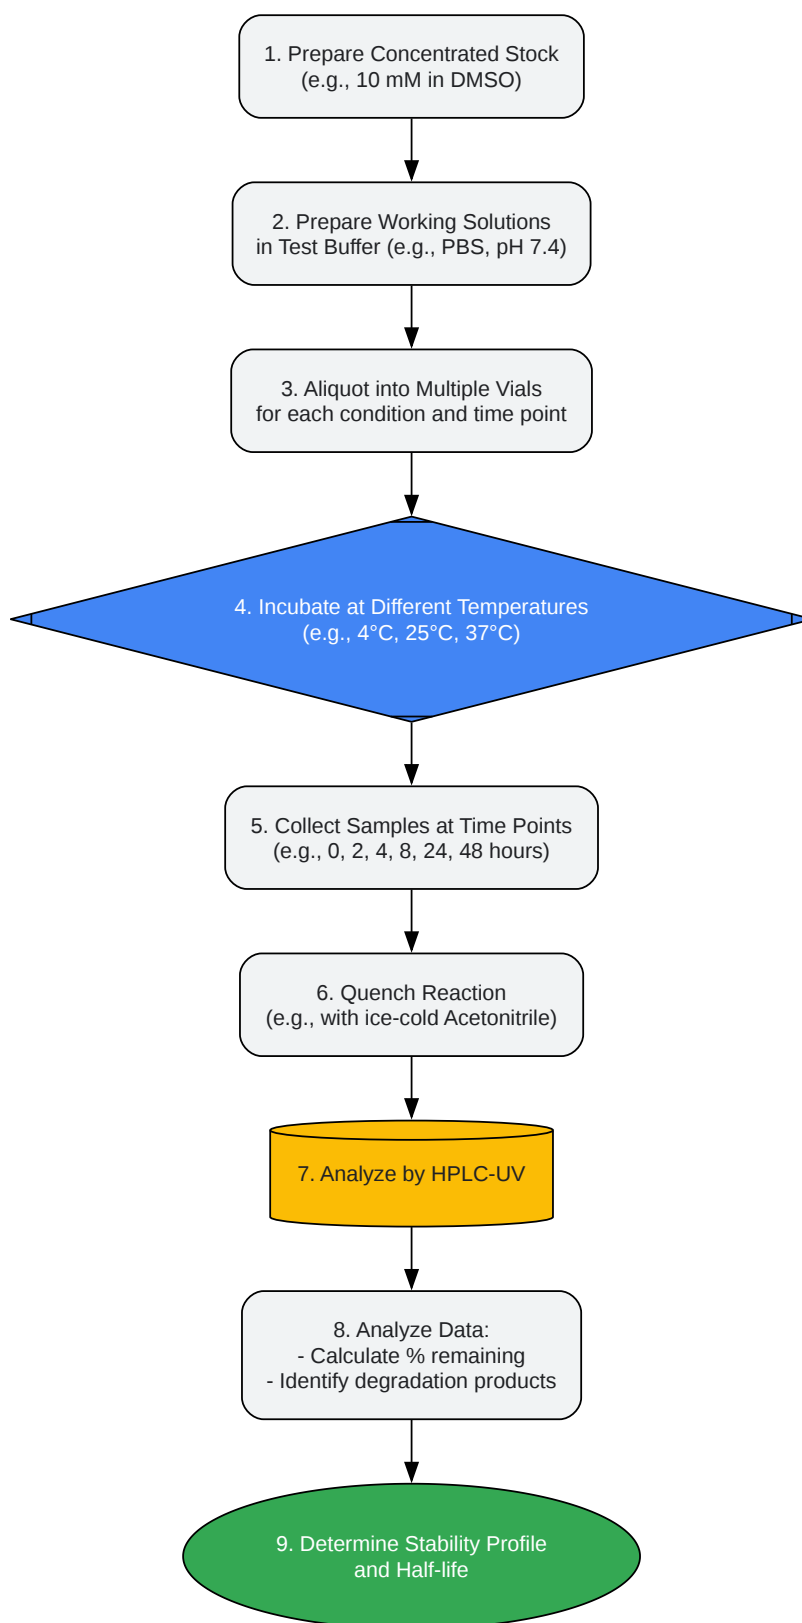 1. Prepare Concentrated Stock
(e.g., 10 mM in DMSO)
2. Prepare Working Solutions
in Test Buffer (e.g., PBS, pH 7.4)
3. Aliquot into Multiple Vials
for each condition and time point
4. Incubate at Different Temperatures
(e.g., 4°C, 25°C, 37°C)
5. Collect Samples at Time Points
(e.g., 0, 2, 4, 8, 24, 48 hours)
6. Quench Reaction
(e.g., with ice-cold Acetonitrile)
7. Analyze by HPLC-UV
8. Analyze Data:
- Calculate % remaining
- Identify degradation products
9. Determine Stability Profile
and Half-life